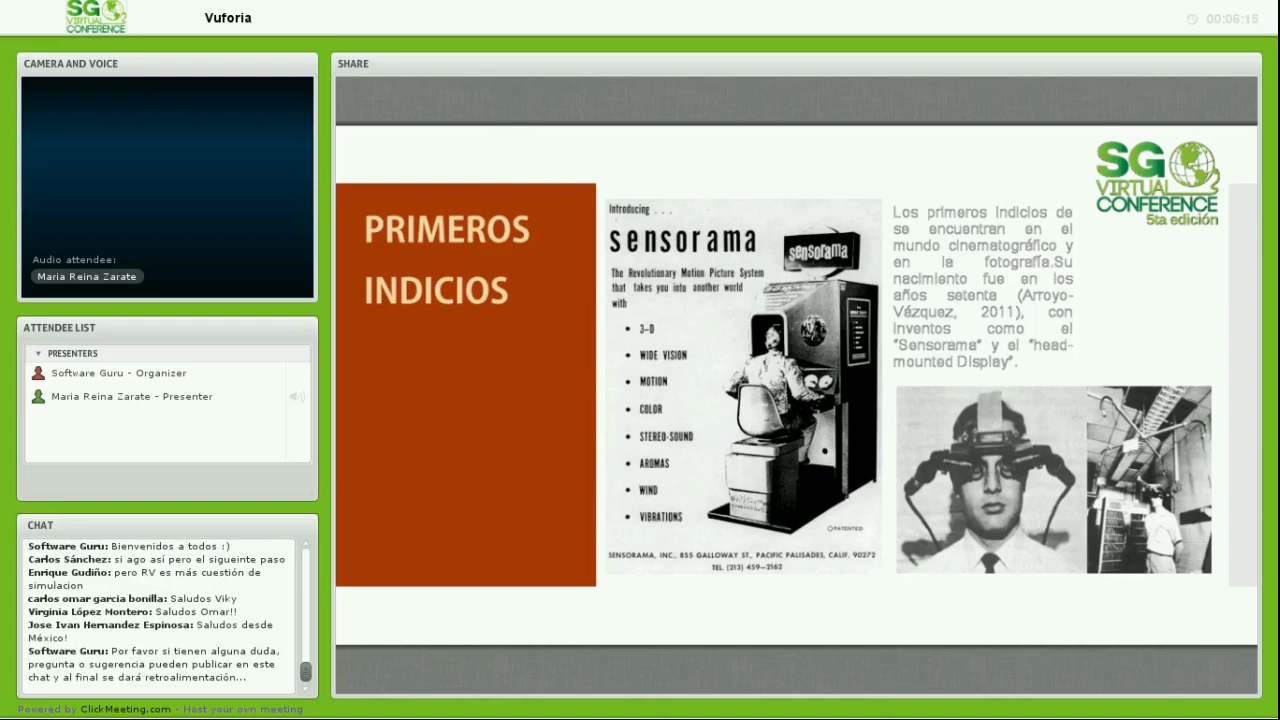 SG
VIRTUAL
CONFERENCE
Vuforia
00:06:15
CAMERA AND VOICE
Audio attendee:
Maria Reina Zarate
ATTENDEE LIST
PRESENTERS
Software Guru - Organizer
Maria Reina Zarate - Presenter
CHAT
Software Guru: Bienvenidos a todos :)
Carlos Sánchez: si ago así pero el sigueinte paso
Enrique Gudiño: pero RV es más cuestión de
simulacion
carlos omar garcia bonilla: Saludos Viky
Virginia López Montero: Saludos Omar!!
Jose Ivan Hernandez Espinosa: Saludos desde
México!
Software Guru: Por favor si tienen alguna duda,
pregunta o sugerencia pueden publicar en este
chat y al final se dará retroalimentación...
Powered by ClickMeeting.com - Host your own meeting
SHARE
PRIMEROS
INDICIOS
Introducing . . .
sensorama
sensorama
The Revolutionary Motion Picture System
that takes you into another world
with
• 3-D
• WIDE VISION
• MOTION
• COLOR
• STEREO-SOUND
• AROMAS
• WIND
• VIBRATIONS
PATENTED
SENSORAMA, INC., 855 GALLOWAY ST., PACIFIC PALISADES, CALIF. 90272
TEL. (213) 459-2162
SG
VIRTUAL
CONFERENCE
5ta edición
Los primeros indicios de
se encuentran en el
mundo cinematográfico y
en la fotografía.Su
nacimiento fue en los
años setenta (Arroyo-
Vázquez, 2011), con
inventos como el
"Sensorama" y el "head-
mounted Display".